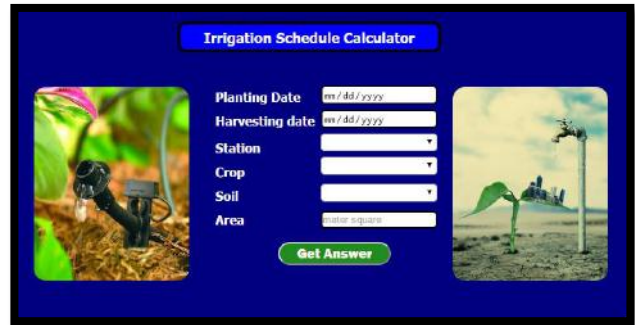 Irrigation Schedule Calculator
Planting Date mm/dd/yyyy
Harvesting date mm/dd/yyyy
Station
Crop
Soil
Area meter square
Get Answer